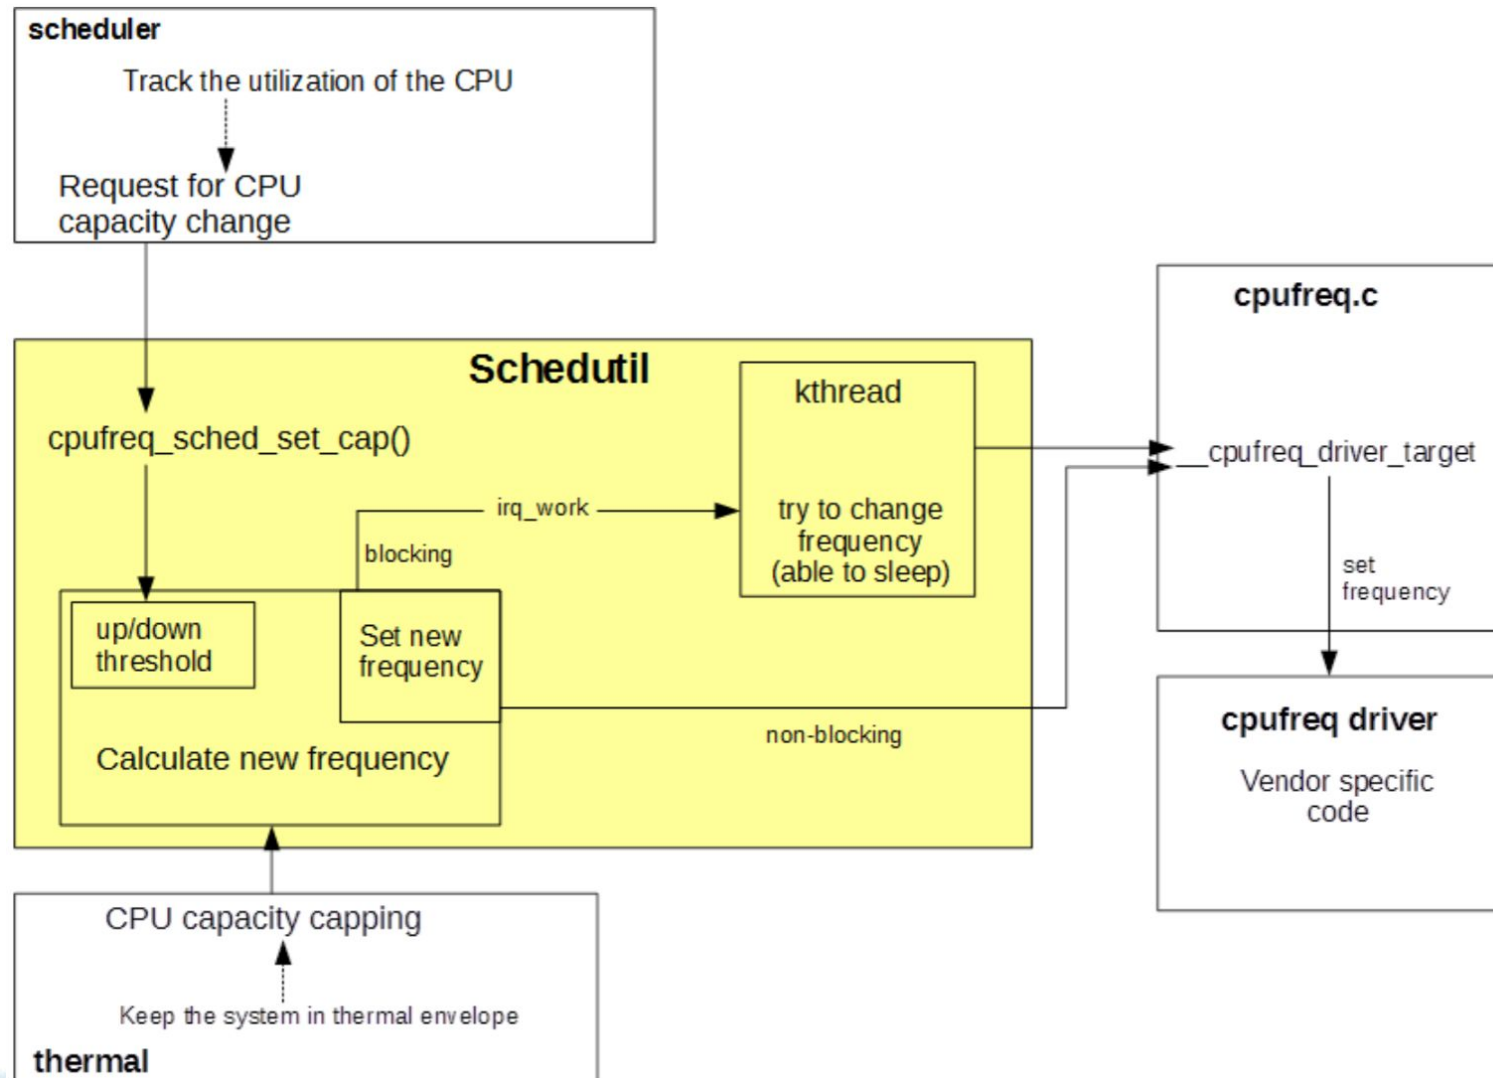 scheduler
Track the utilization of the CPU
Request for CPU
capacity change
cpufreq.c
Schedutil
kthread
cpufreq_sched_set_cap()
__cpufreq_driver_target
irq_work
try to change
frequency
(able to sleep)
blocking
set
frequency
up/down
threshold
Set new
frequency
non-blocking
cpufreq driver
Calculate new frequency
Vendor specific
code
CPU capacity capping
Keep the system in thermal envelope
thermal